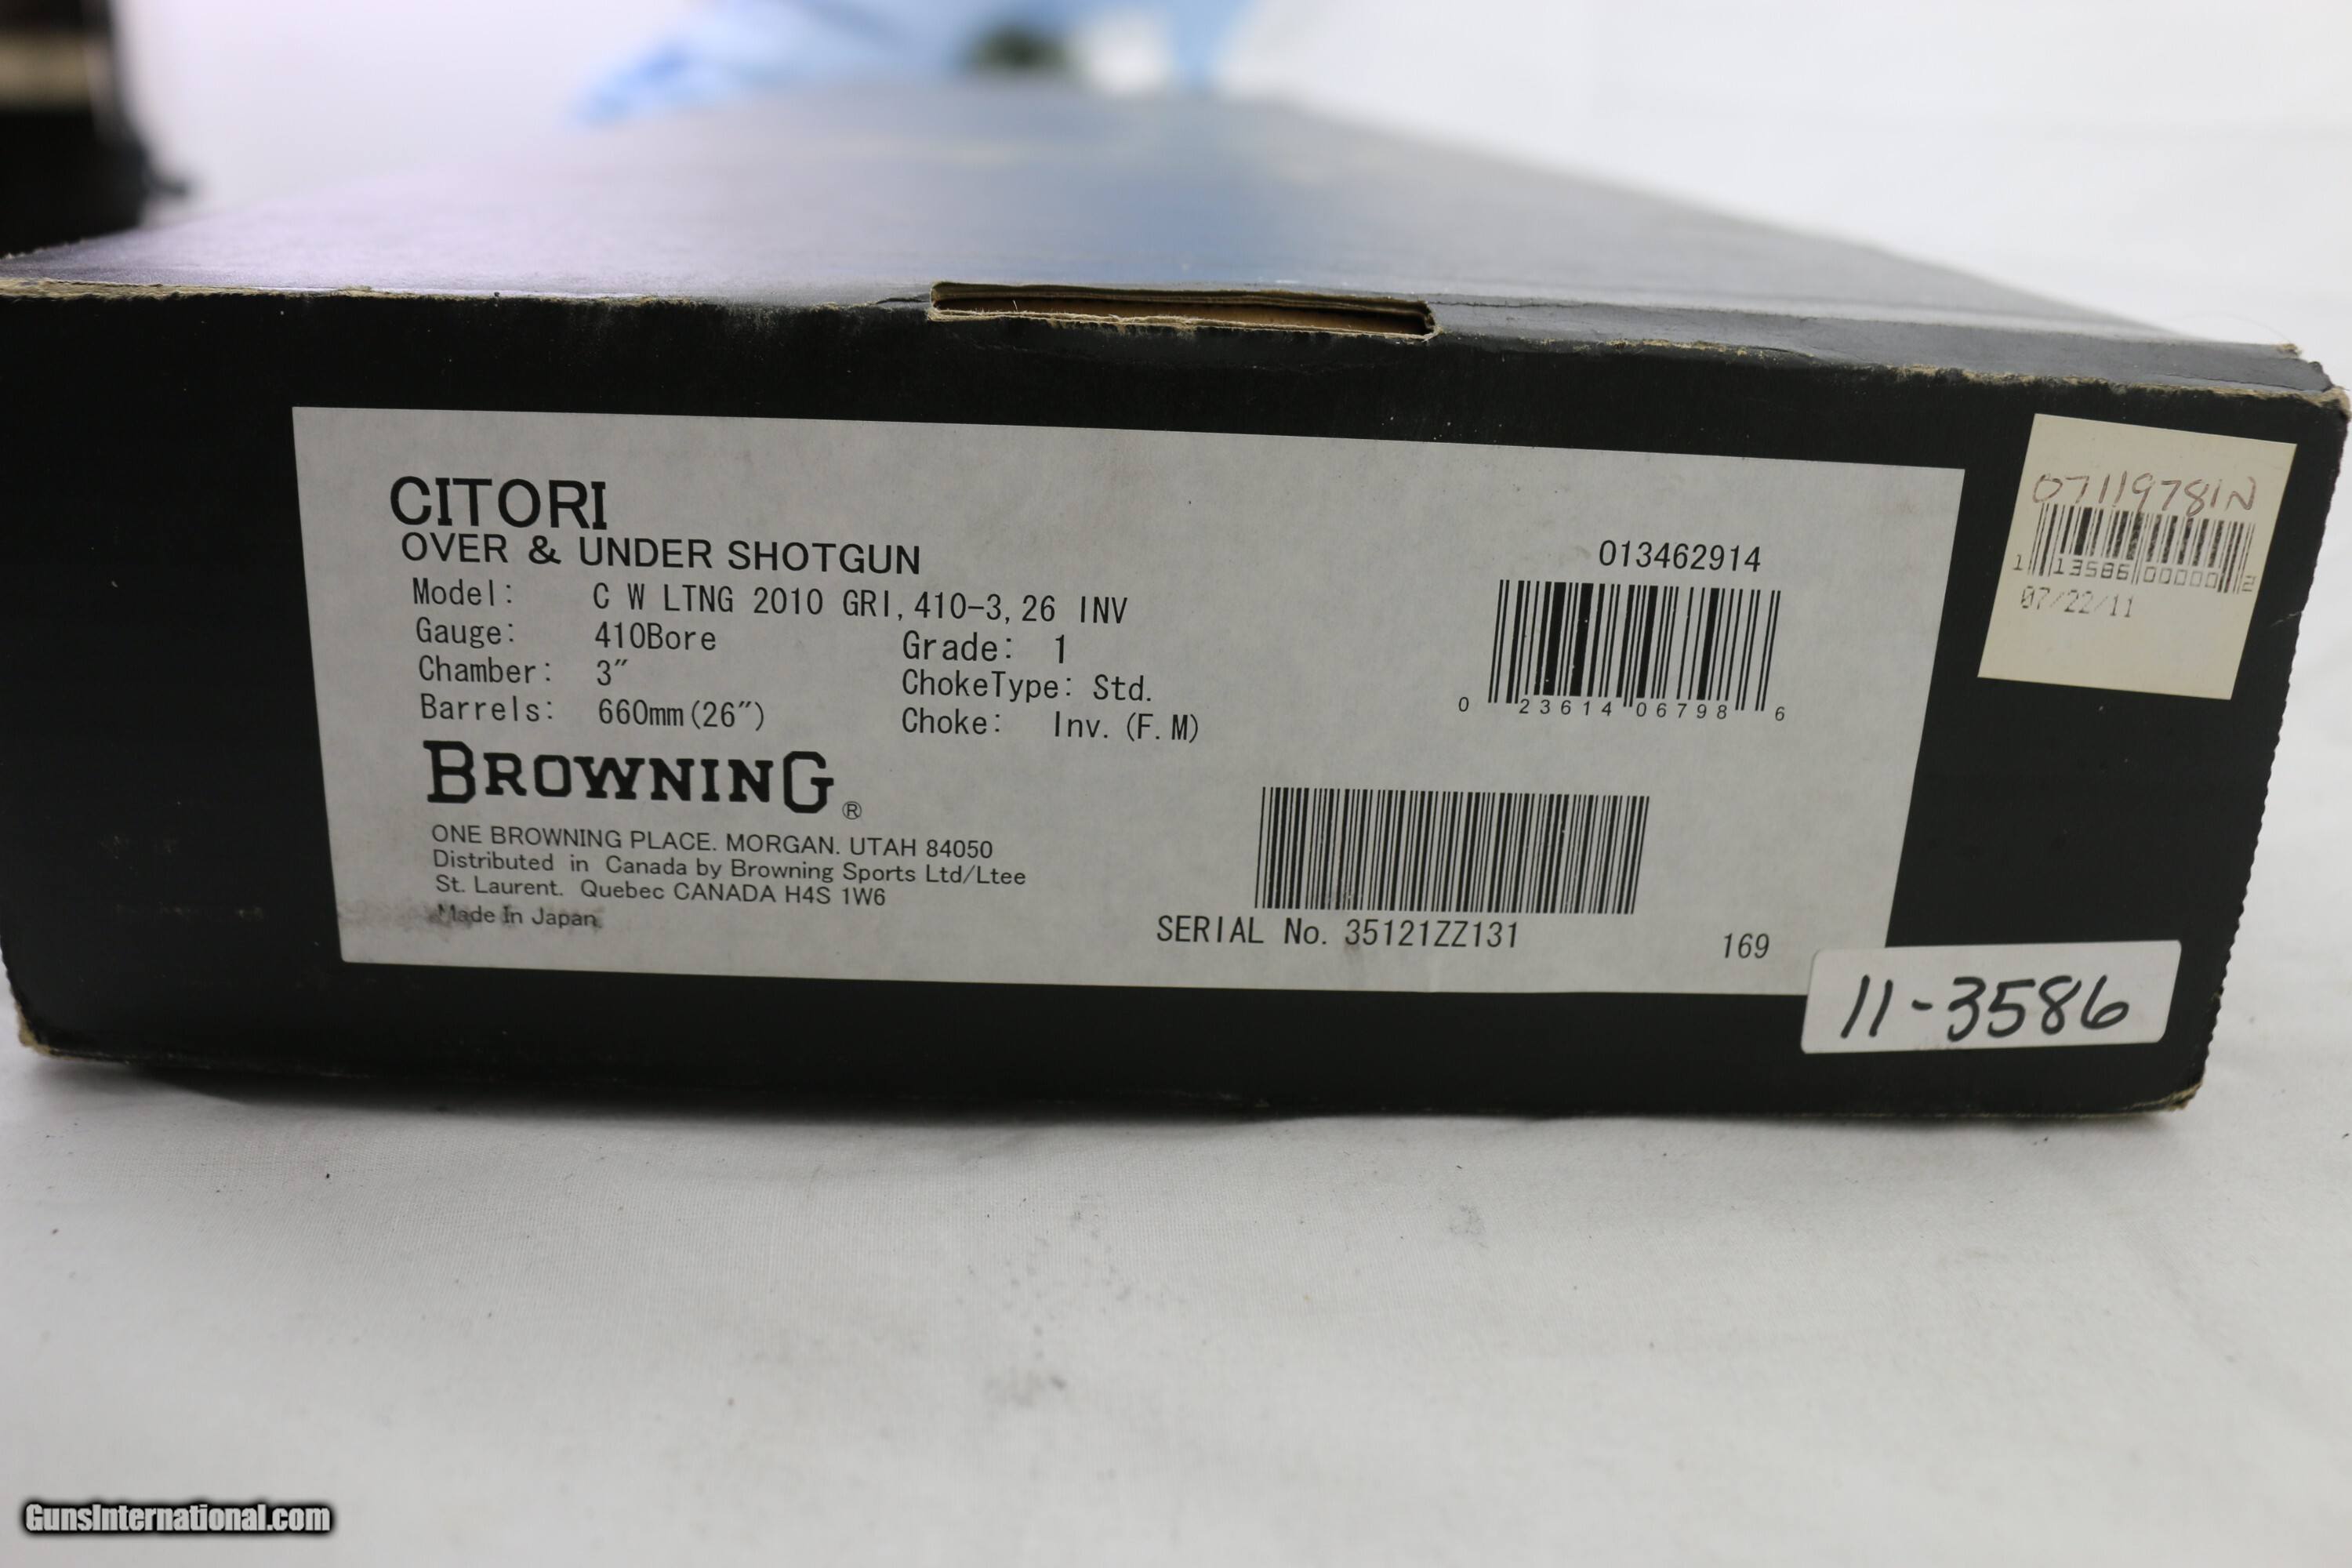 CITORI
OVER & UNDER SHOTGUN
Model: C W LTNG 2010 GRI, 410-3, 26 INV
Gauge: 410Bore
Grade: 1
Chamber: 3"
ChokeType: Std.
Barrels: 660mm(26")
Choke: Inv. (F.M)
BROWNING®
ONE BROWNING PLACE. MORGAN. UTAH 84050
Distributed in Canada by Browning Sports Ltd/Ltee
St. Laurent. Quebec CANADA H4S 1W6
Made In Japan
013462914
0 23614 06798 6
SERIAL No. 35121ZZ131
169
07119781N
1 13586 00000 2
07/22/11
11-3586
GunsInternational.com